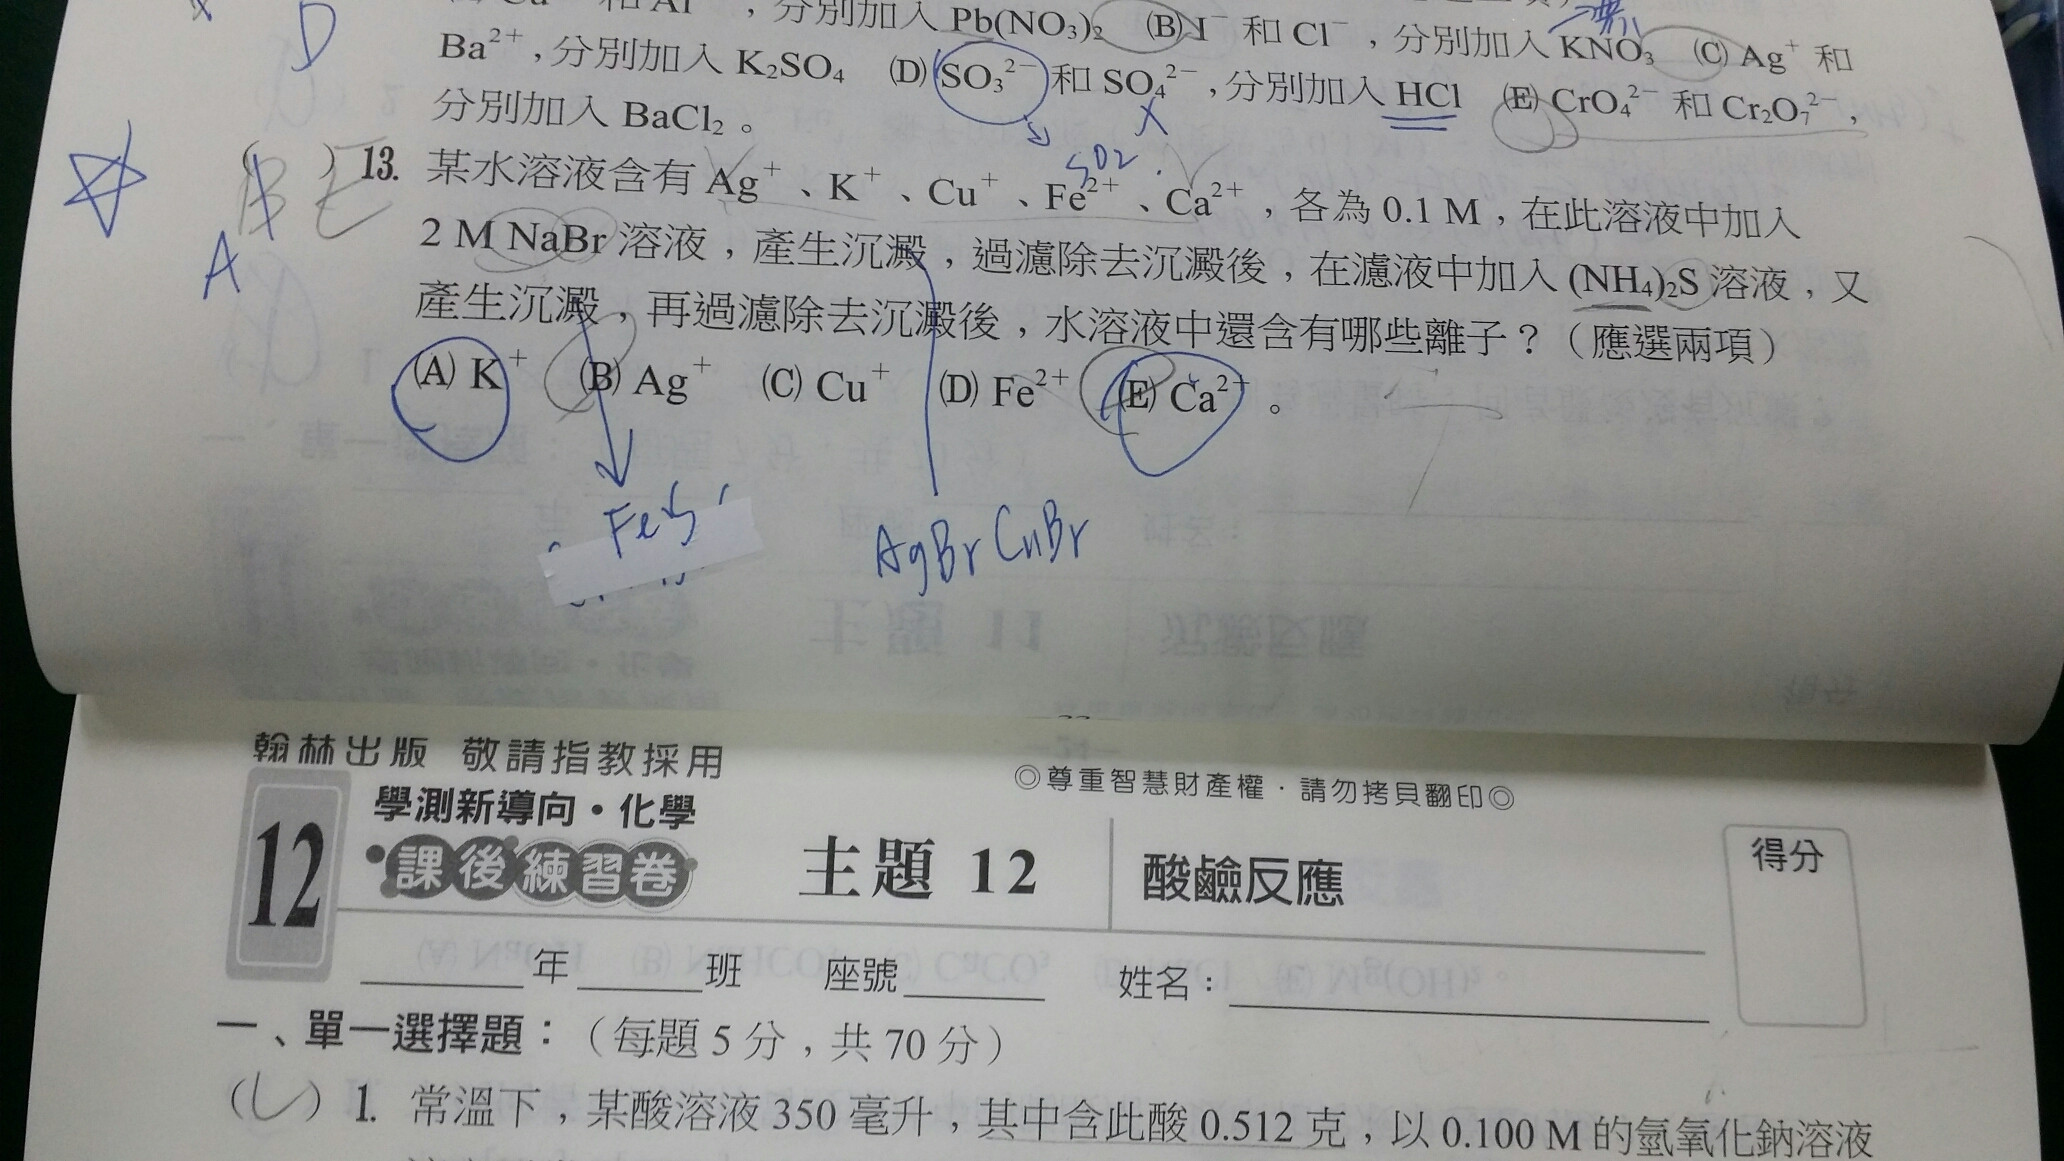 D
分別加入 Pb(NO₃)₂ (B) I⁻ 和 Cl⁻，分別加入 KNO₃ (C) Ag⁺ 和
Ba²⁺，分別加入 K₂SO₄ (D) SO₃²⁻ 和 SO₄²⁻，分別加入 HCl (E) CrO₄²⁻ 和 Cr₂O₇²⁻，
分別加入 BaCl₂。
SO2
X
( BE ) 13. 某水溶液含有 Ag⁺、K⁺、Cu⁺、Fe²⁺、Ca²⁺，各為 0.1 M，在此溶液中加入
A
2 M NaBr 溶液，產生沉澱，過濾除去沉澱後，在濾液中加入 (NH₄)₂S 溶液，又
產生沉澱，再過濾除去沉澱後，水溶液中還含有哪些離子？（應選兩項）
(A) K⁺ (B) Ag⁺ (C) Cu⁺ (D) Fe²⁺ (E) Ca²⁺。
FeS
AgBr CuBr
翰林出版 敬請指教採用
◎尊重智慧財產權．請勿拷貝翻印◎
12 學測新導向・化學
課後練習卷 主題 12 酸鹼反應 得分
年 班 座號 姓名：
一、單一選擇題：（每題 5 分，共 70 分）
( ) 1. 常溫下，某酸溶液 350 毫升，其中含此酸 0.512 克，以 0.100 M 的氫氧化鈉溶液